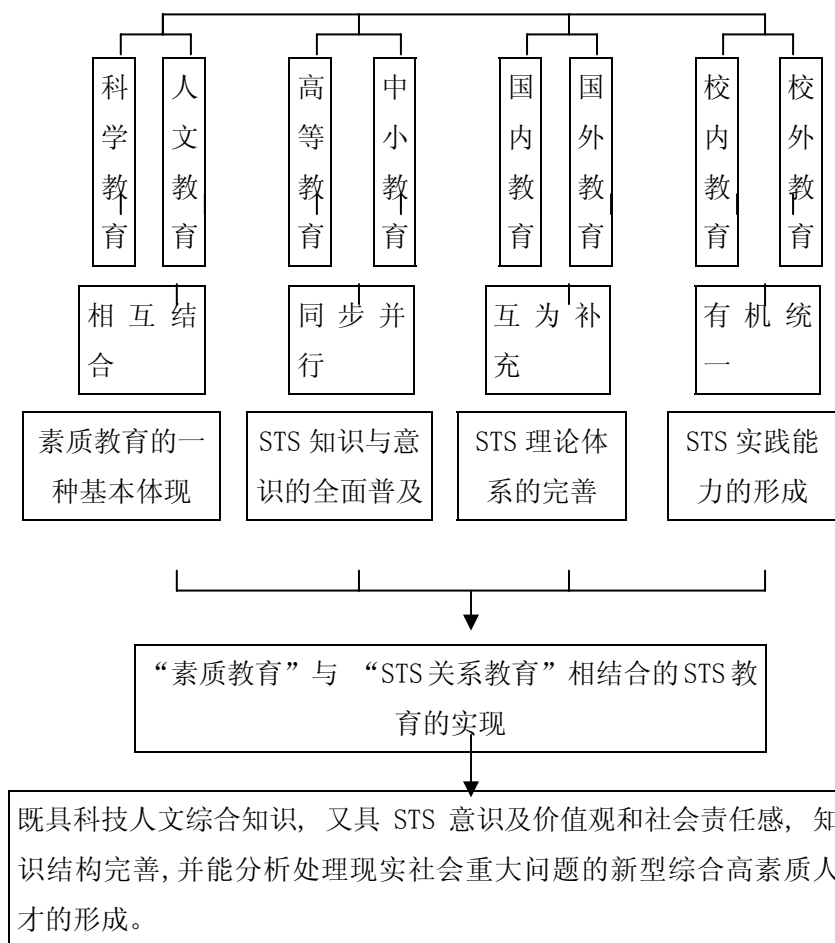 科学教育
人文教育
高等教育
中小教育
国内教育
国外教育
校内教育
校外教育
相互结
合
同步并
行
互为补
充
有机统
一
素质教育的一
种基本体现
STS 知识与意
识的全面普及
STS 理论体
系的完善
STS 实践能
力的形成
“素质教育”与 “STS关系教育”相结合的STS教
育的实现
既具科技人文综合知识, 又具 STS 意识及价值观和社会责任感, 知
识结构完善,并能分析处理现实社会重大问题的新型综合高素质人
才的形成。